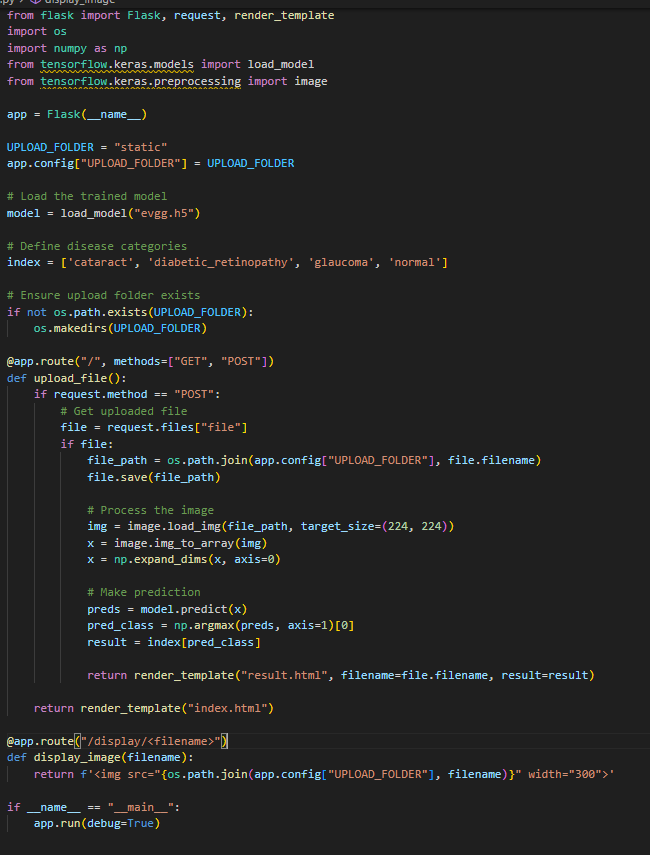 .py > display_image
from flask import Flask, request, render_template
import os
import numpy as np
from tensorflow.keras.models import load_model
from tensorflow.keras.preprocessing import image

app = Flask(__name__)

UPLOAD_FOLDER = "static"
app.config["UPLOAD_FOLDER"] = UPLOAD_FOLDER

# Load the trained model
model = load_model("evgg.h5")

# Define disease categories
index = ['cataract', 'diabetic_retinopathy', 'glaucoma', 'normal']

# Ensure upload folder exists
if not os.path.exists(UPLOAD_FOLDER):
    os.makedirs(UPLOAD_FOLDER)

@app.route("/", methods=["GET", "POST"])
def upload_file():
    if request.method == "POST":
        # Get uploaded file
        file = request.files["file"]
        if file:
            file_path = os.path.join(app.config["UPLOAD_FOLDER"], file.filename)
            file.save(file_path)

            # Process the image
            img = image.load_img(file_path, target_size=(224, 224))
            x = image.img_to_array(img)
            x = np.expand_dims(x, axis=0)

            # Make prediction
            preds = model.predict(x)
            pred_class = np.argmax(preds, axis=1)[0]
            result = index[pred_class]

            return render_template("result.html", filename=file.filename, result=result)

    return render_template("index.html")

@app.route("/display/<filename>")
def display_image(filename):
    return f'<img src="{os.path.join(app.config["UPLOAD_FOLDER"], filename)}" width="300">'

if __name__ == "__main__":
    app.run(debug=True)